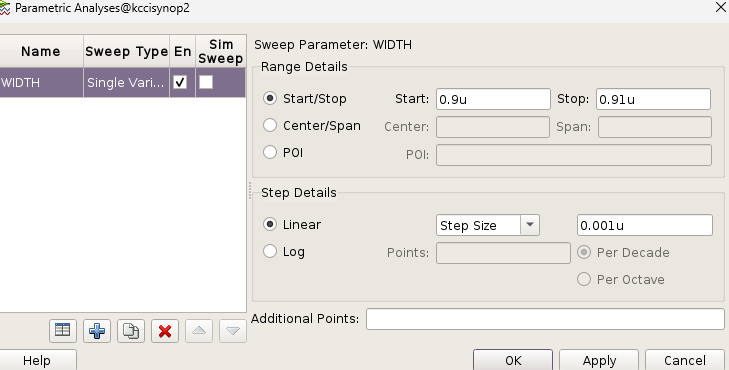 Parametric Analyses@kccisynop2
Name Sweep Type En Sim Sweep
WIDTH Single Vari...
Sweep Parameter: WIDTH
Range Details
Start/Stop Start: 0.9u Stop: 0.91u
Center/Span Center: Span:
POI POI:
Step Details
Linear Step Size 0.001u
Log Points: Per Decade
Per Octave
Additional Points:
Help OK Apply Cancel